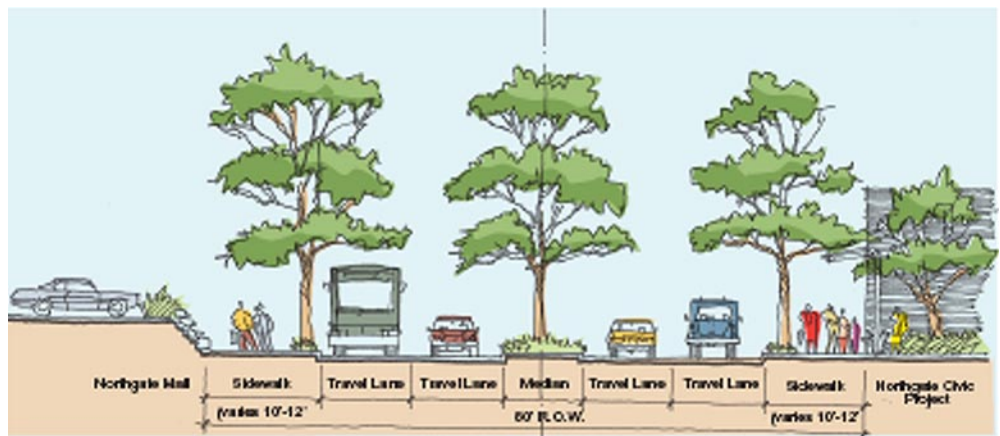 Northgate Mall
Sidewalk
Travel Lane
Travel Lane
Median
Travel Lane
Travel Lane
Sidewalk
Northgate Civic
Project
(varies 10'-12'
R.O.W.
(varies 10'-12'